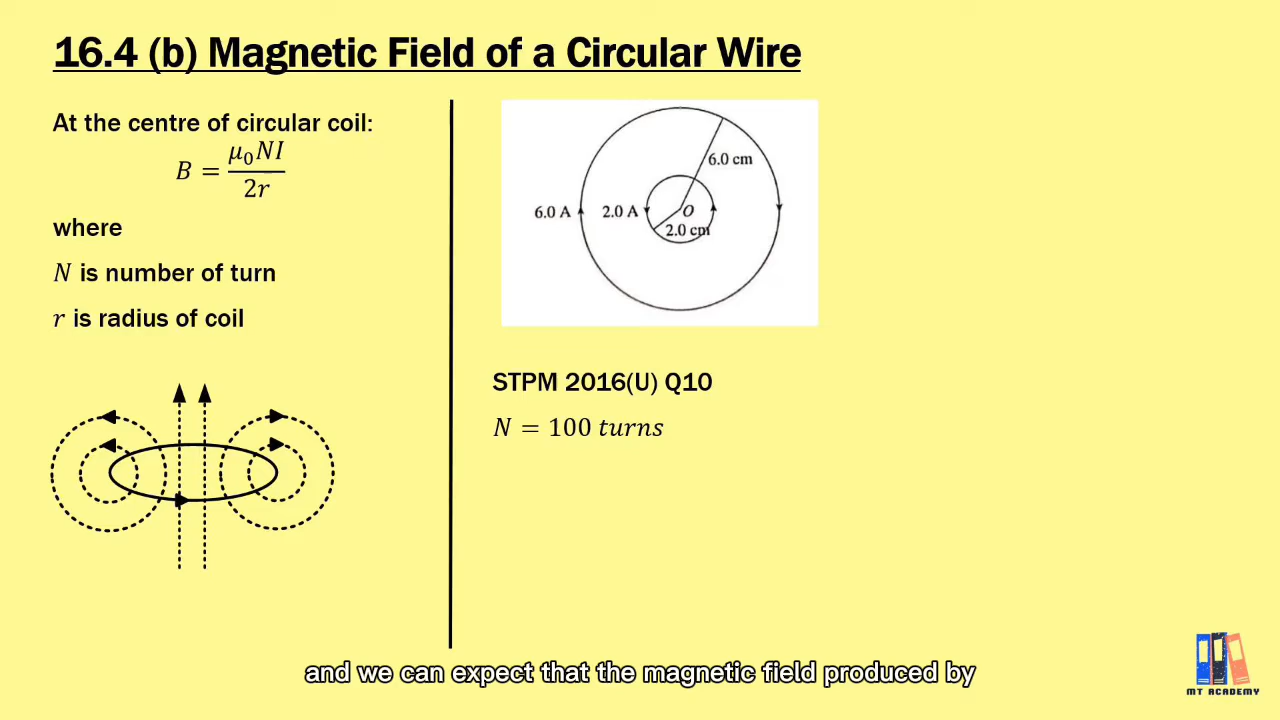 16.4 (b) Magnetic Field of a Circular Wire
At the centre of circular coil:
B = μ₀NI / 2r
where
N is number of turn
r is radius of coil
6.0 cm
6.0 A
2.0 A
O
2.0 cm
STPM 2016(U) Q10
N = 100 turns
and we can expect that the magnetic field produced by
MT ACADEMY